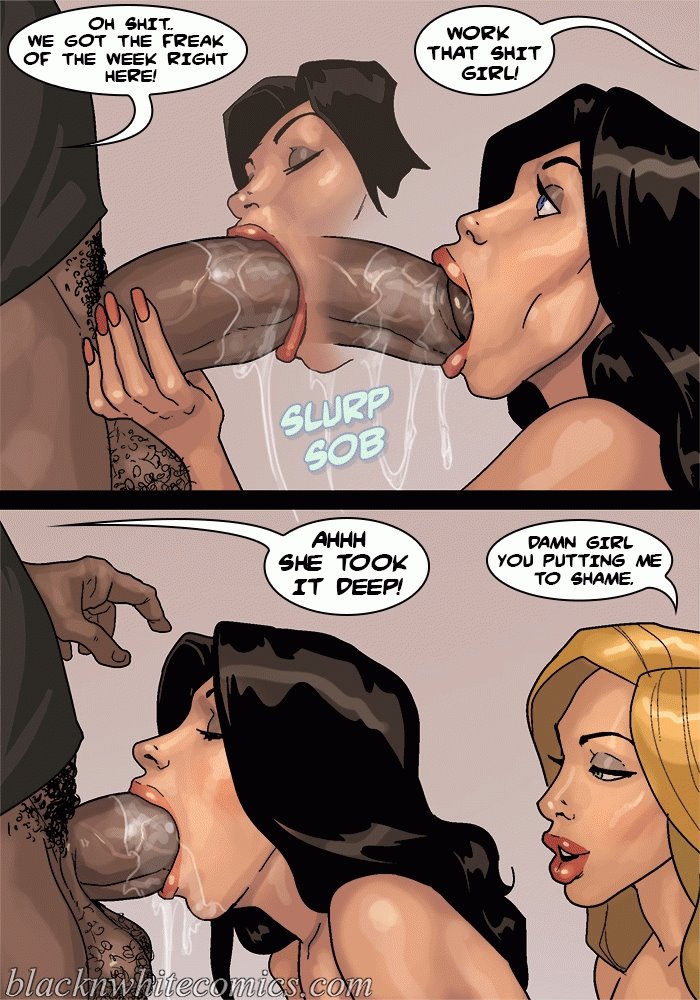 OH SHIT..
WE GOT THE FREAK
OF THE WEEK RIGHT
HERE!
WORK
THAT SHIT
GIRL!
SLURP
SOB
AHHH
SHE TOOK
IT DEEP!
DAMN GIRL
YOU PUTTING ME
TO SHAME.
blacknwhitecomics.com